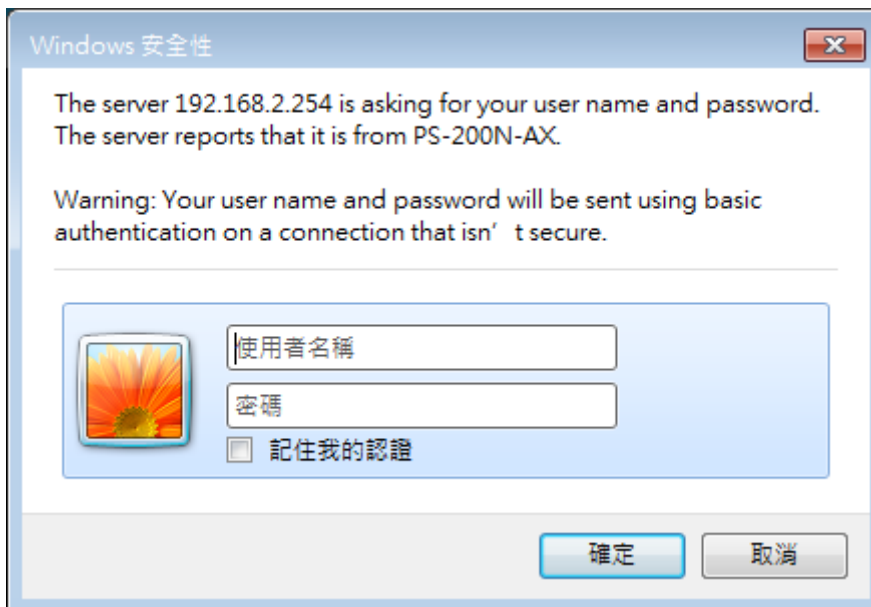 Windows 安全性
The server 192.168.2.254 is asking for your user name and password.
The server reports that it is from PS-200N-AX.
Warning: Your user name and password will be sent using basic
authentication on a connection that isn’ t secure.
使用者名稱
密碼
記住我的認證
確定
取消